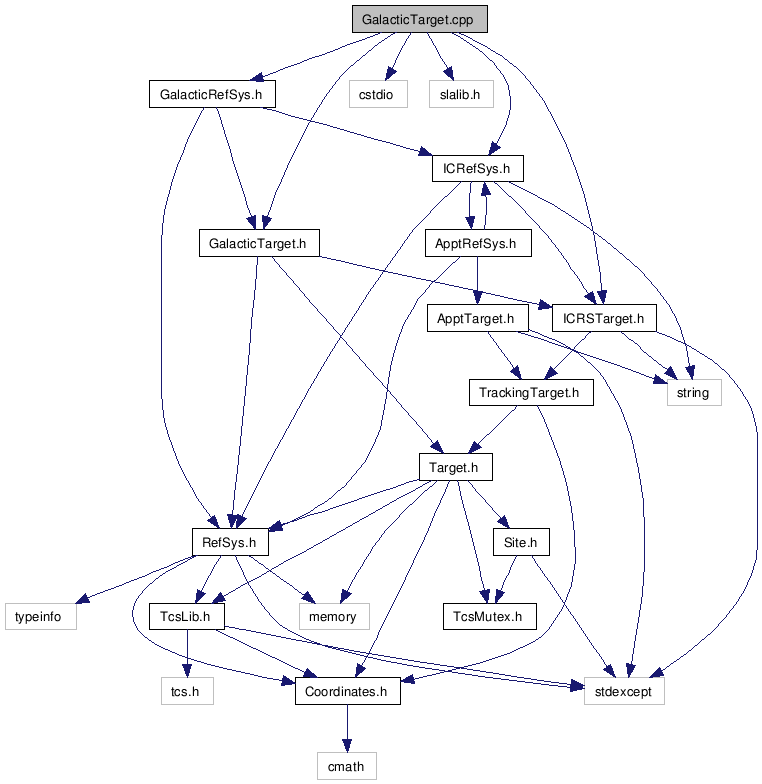 GalacticTarget.cpp
GalacticRefSys.h
cstdio
slalib.h
ICRefSys.h
GalacticTarget.h
ApptRefSys.h
ApptTarget.h
ICRSTarget.h
TrackingTarget.h
string
Target.h
RefSys.h
Site.h
typeinfo
TcsLib.h
memory
TcsMutex.h
tcs.h
Coordinates.h
stdexcept
cmath